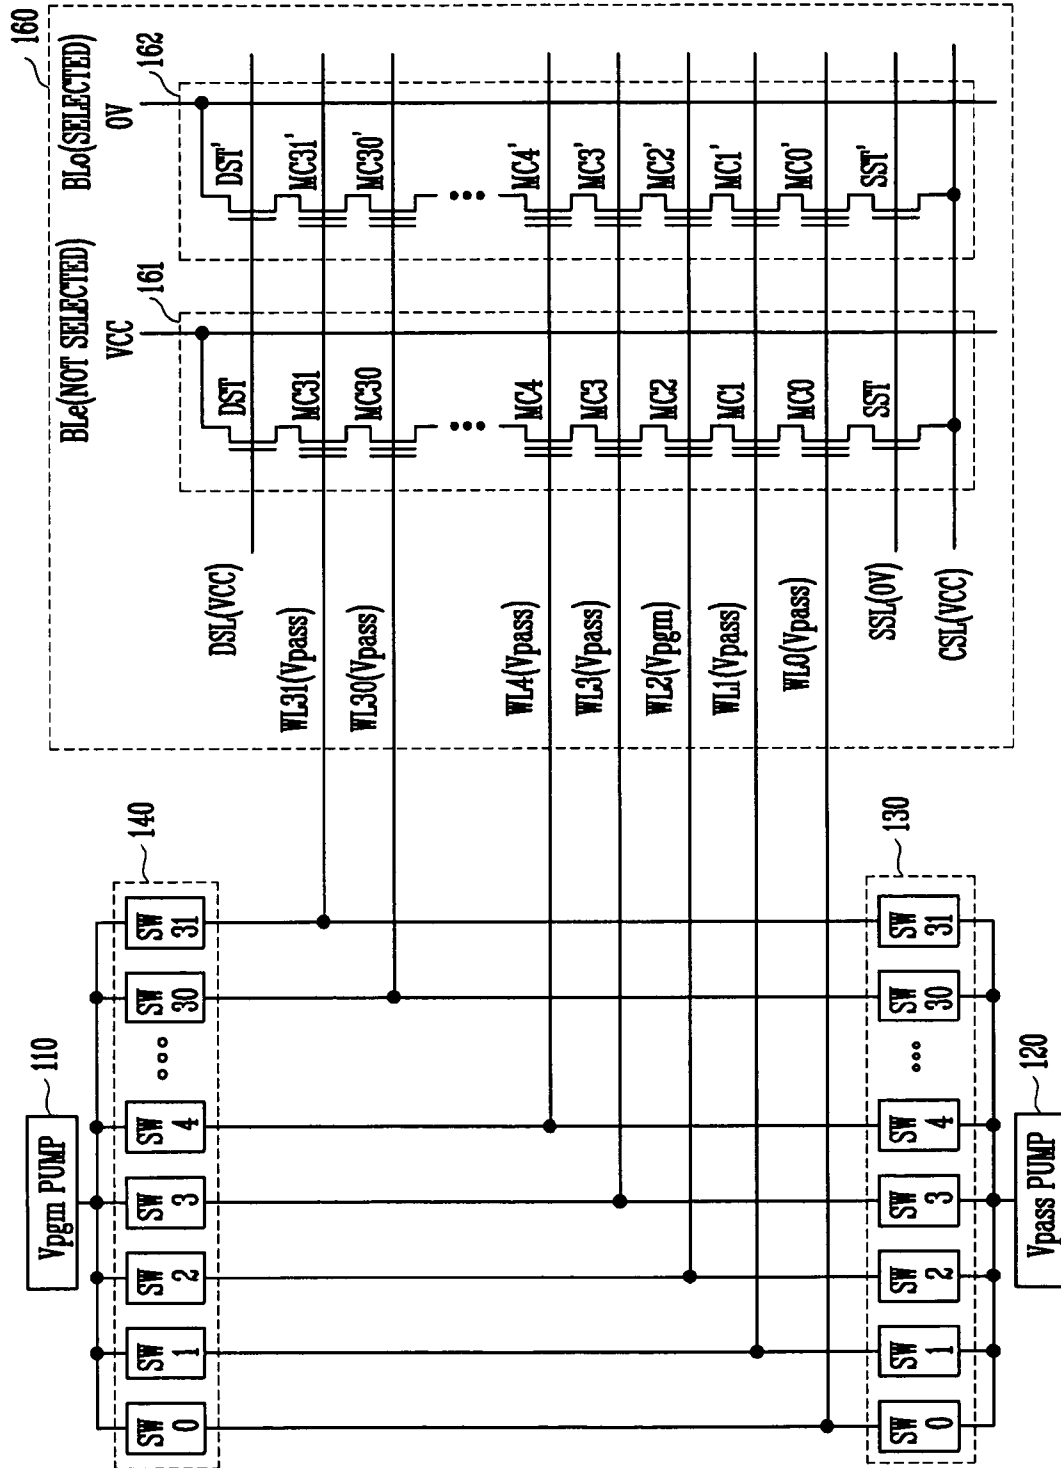 160
BLe(NOT SELECTED)
BLo(SELECTED)
VCC
0V
161
162
DST
DST'
MC31
MC31'
MC30
MC30'
MC4
MC4'
MC3
MC3'
MC2
MC2'
MC1
MC1'
MC0
MC0'
SST
SST'
DSL(VCC)
WL31(Vpass)
WL30(Vpass)
WL4(Vpass)
WL3(Vpass)
WL2(Vpgm)
WL1(Vpass)
WL0(Vpass)
SSL(0V)
CSL(VCC)
Vpgm PUMP
110
140
SW 0
SW 1
SW 2
SW 3
SW 4
SW 30
SW 31
130
SW 0
SW 1
SW 2
SW 3
SW 4
SW 30
SW 31
Vpass PUMP
120